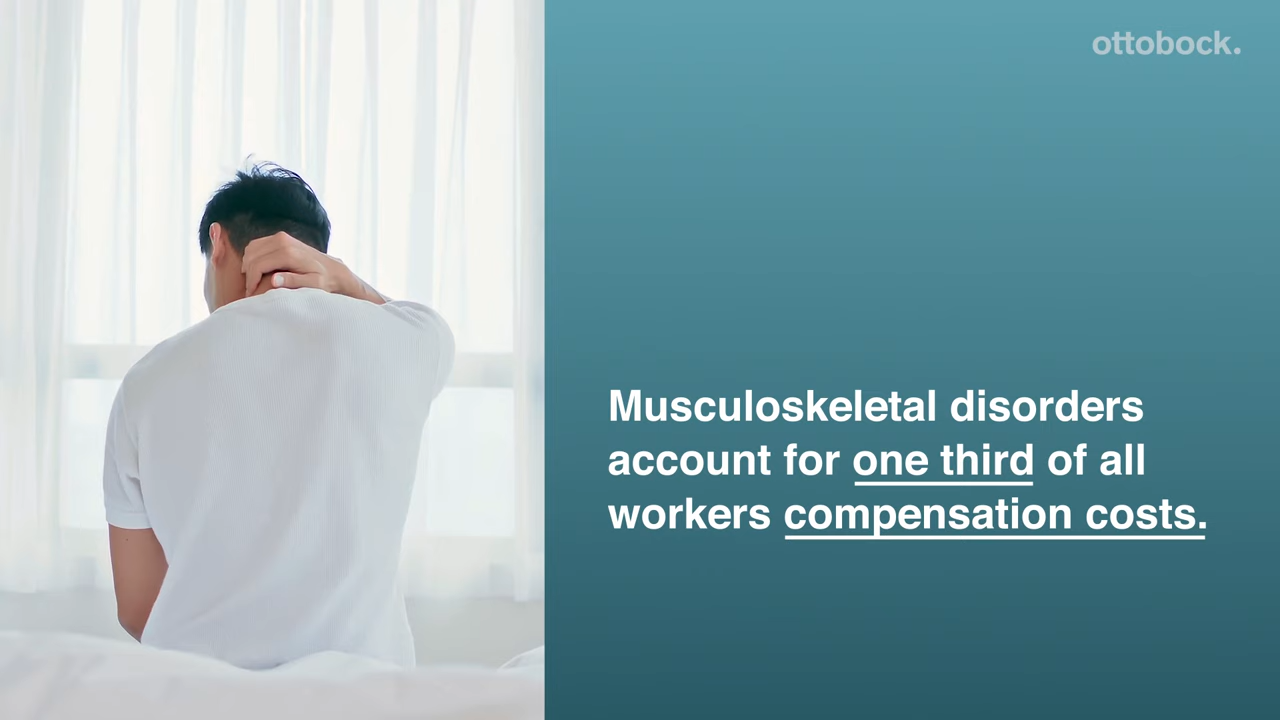 ottobock.
Musculoskeletal disorders
account for one third of all
workers compensation costs.